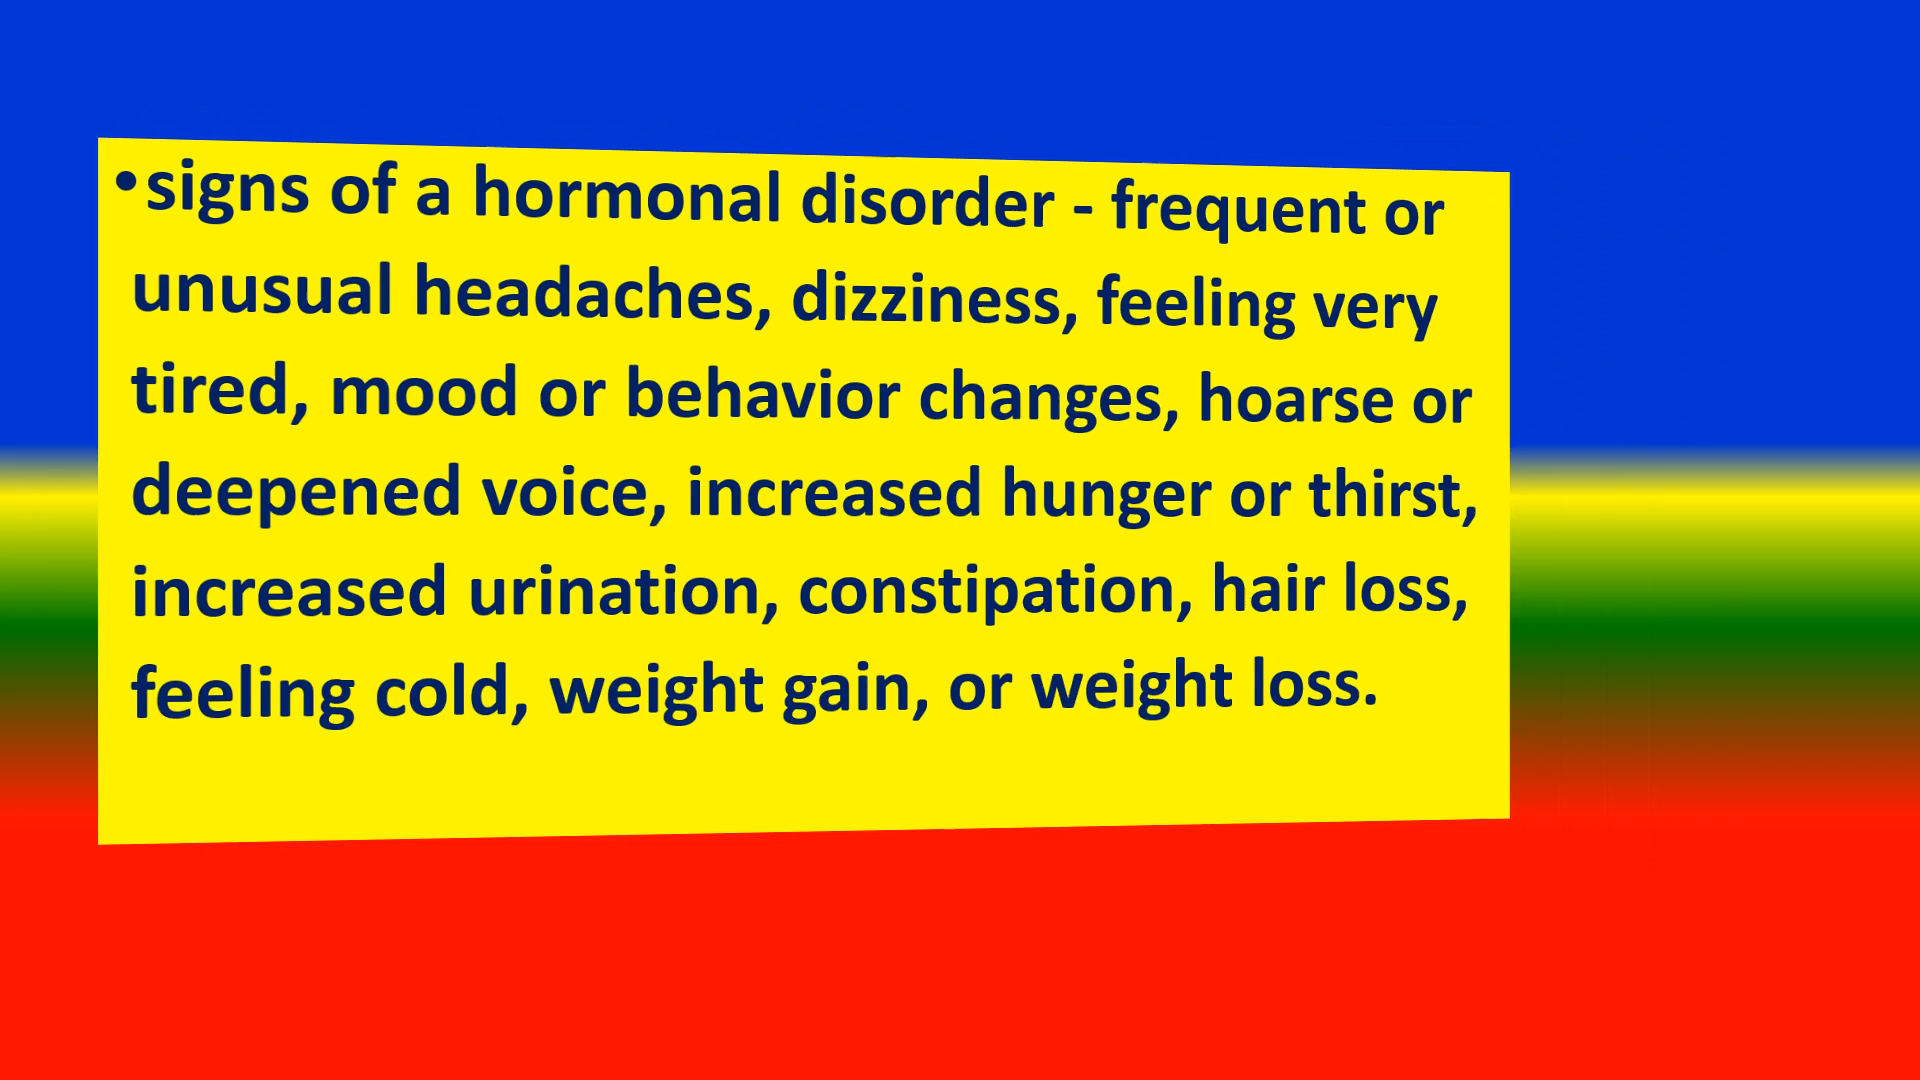 •signs of a hormonal disorder - frequent or
unusual headaches, dizziness, feeling very
tired, mood or behavior changes, hoarse or
deepened voice, increased hunger or thirst,
increased urination, constipation, hair loss,
feeling cold, weight gain, or weight loss.